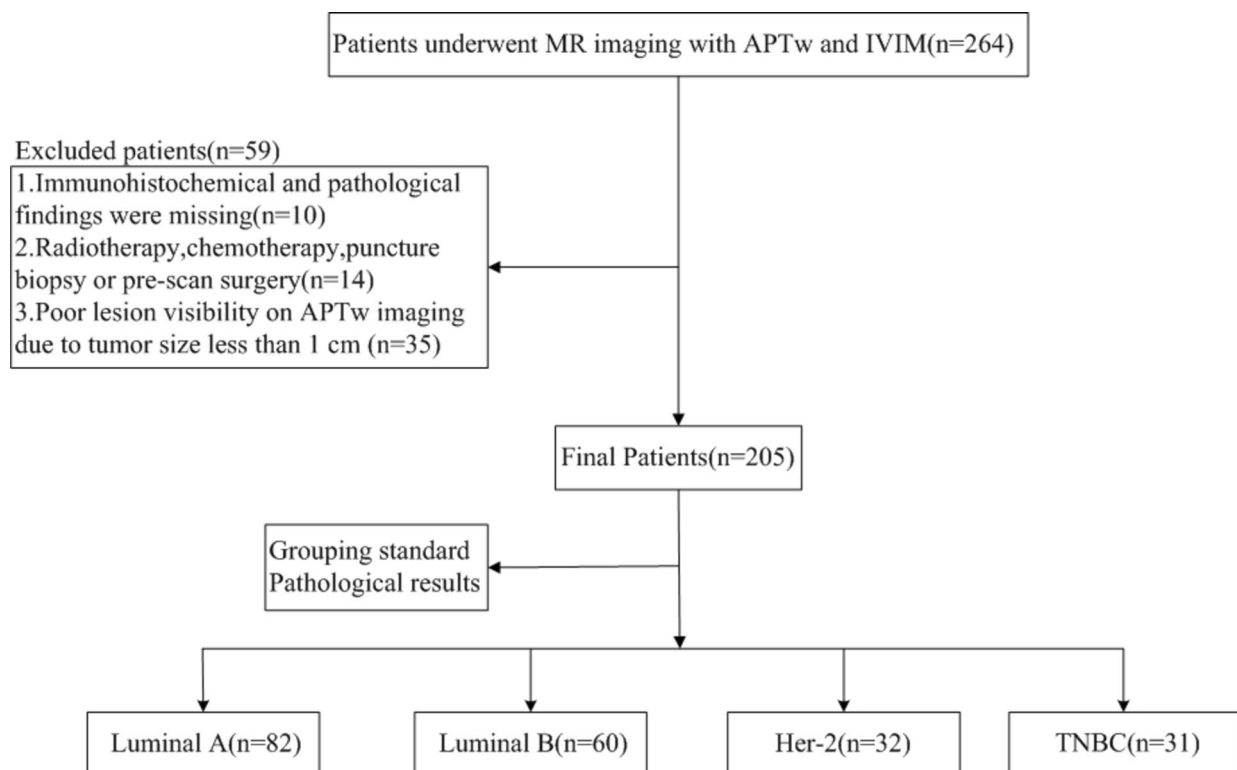 Patients underwent MR imaging with APTw and IVIM(n=264)
Excluded patients(n=59)
1.Immunohistochemical and pathological
findings were missing(n=10)
2.Radiotherapy,chemotherapy,puncture
biopsy or pre-scan surgery(n=14)
3.Poor lesion visibility on APTw imaging
due to tumor size less than 1 cm (n=35)
Final Patients(n=205)
Grouping standard
Pathological results
Luminal A(n=82)
Luminal B(n=60)
Her-2(n=32)
TNBC(n=31)